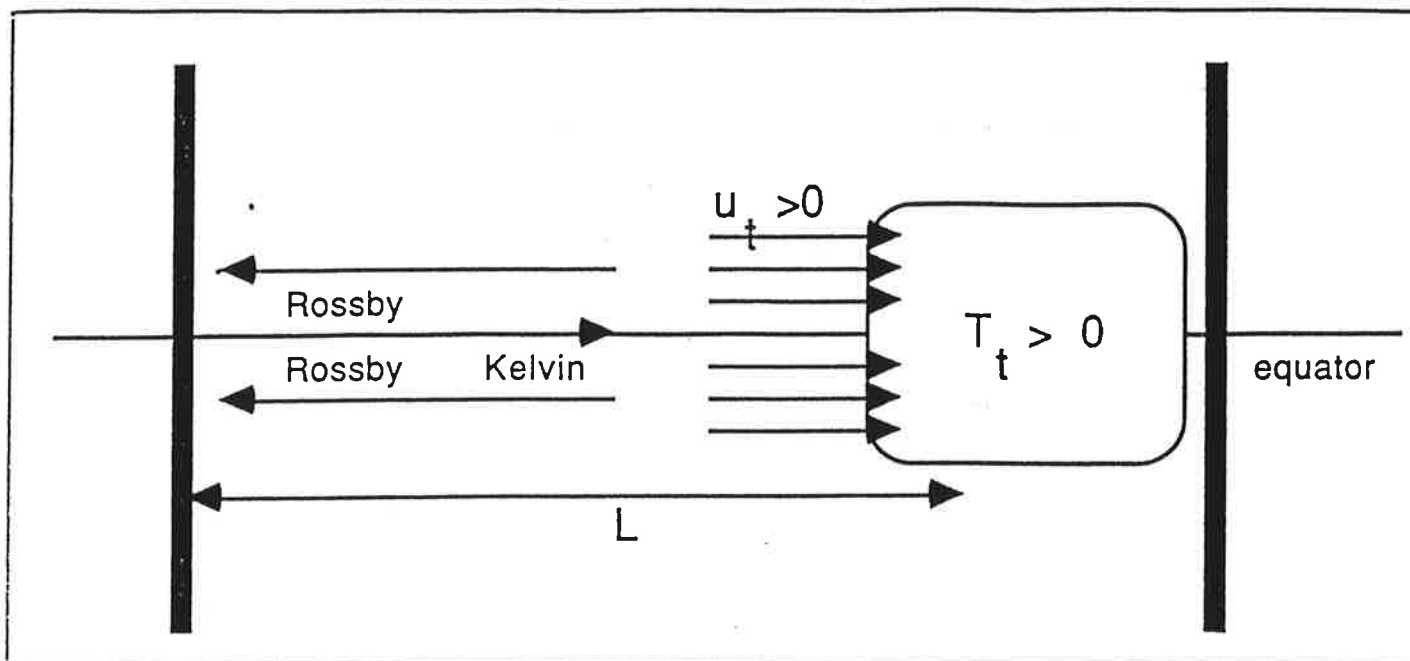 u_t >0
Rossby
T_t > 0
Rossby Kelvin
equator
L